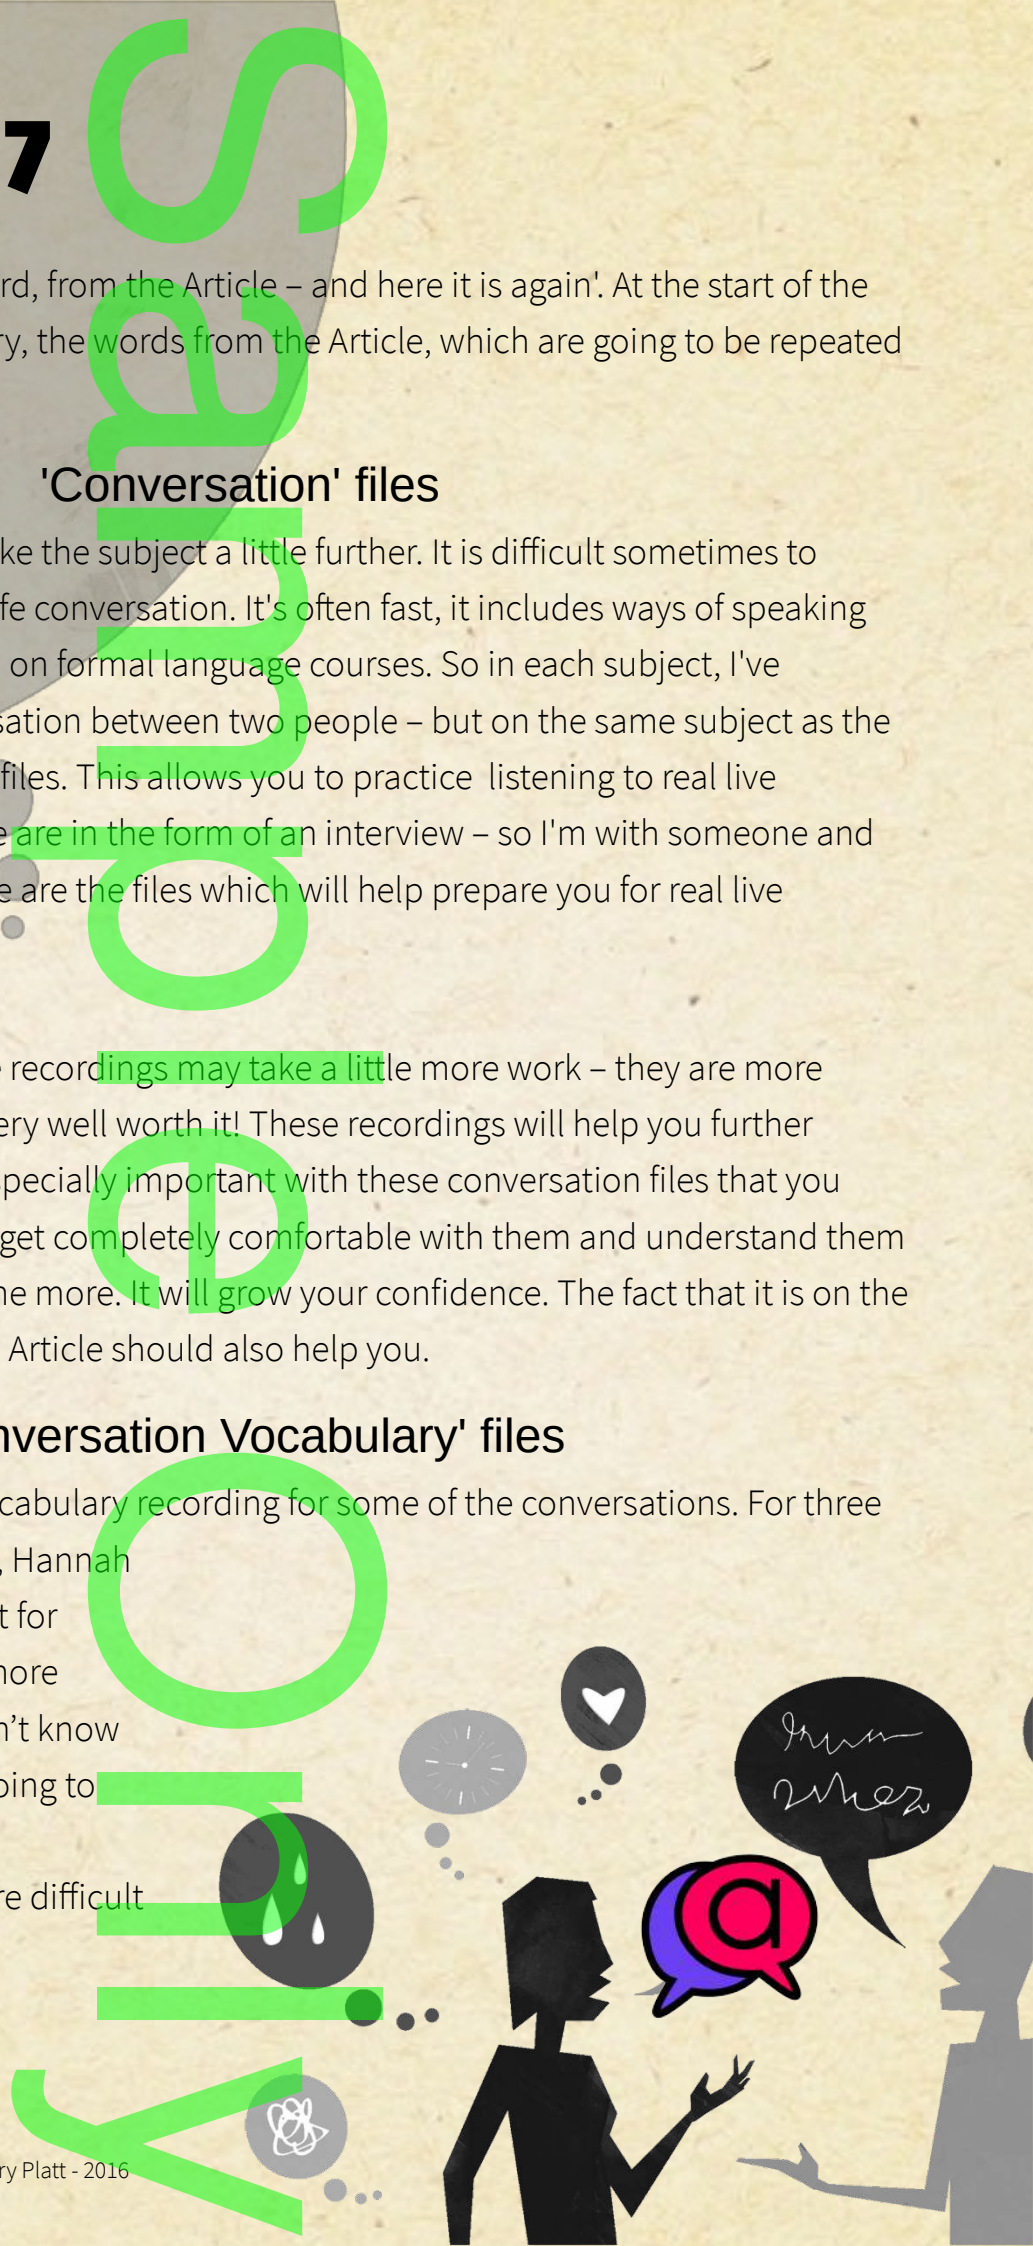 7
rd, from the Article – and here it is again'. At the start of the
ry, the words from the Article, which are going to be repeated
'Conversation' files
ke the subject a little further. It is difficult sometimes to
fe conversation. It's often fast, it includes ways of speaking
on formal language courses. So in each subject, I've
sation between two people – but on the same subject as the
files. This allows you to practice  listening to real live
e are in the form of an interview – so I'm with someone and
e are the files which will help prepare you for real live
e recordings may take a little more work – they are more
ery well worth it! These recordings will help you further
specially important with these conversation files that you
get completely comfortable with them and understand them
ne more. It will grow your confidence. The fact that it is on the
Article should also help you.
nversation Vocabulary' files
cabulary recording for some of the conversations. For three
, Hannah
t for
nore
n’t know
oing to
re difficult
a
ry Platt - 2016
Sample Only